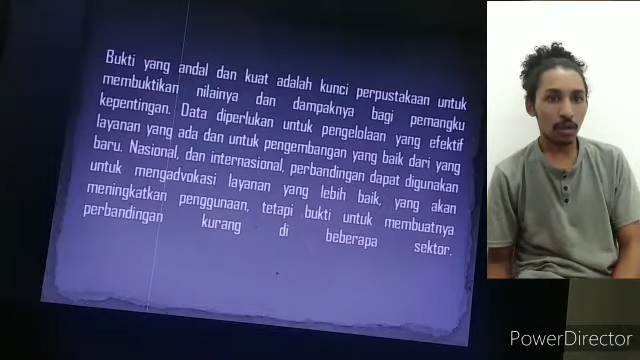 Bukti yang andal dan kuat adalah kunci perpustakaan untuk
membuktikan nilainya dan dampaknya bagi pemangku
kepentingan. Data diperlukan untuk pengelolaan yang efektif
layanan yang ada dan untuk pengembangan yang baik dari yang
baru. Nasional, dan internasional, perbandingan dapat digunakan
untuk mengadvokasi layanan yang lebih baik, yang akan
meningkatkan penggunaan, tetapi bukti untuk membuatnya
perbandingan kurang di beberapa sektor.
PowerDirector